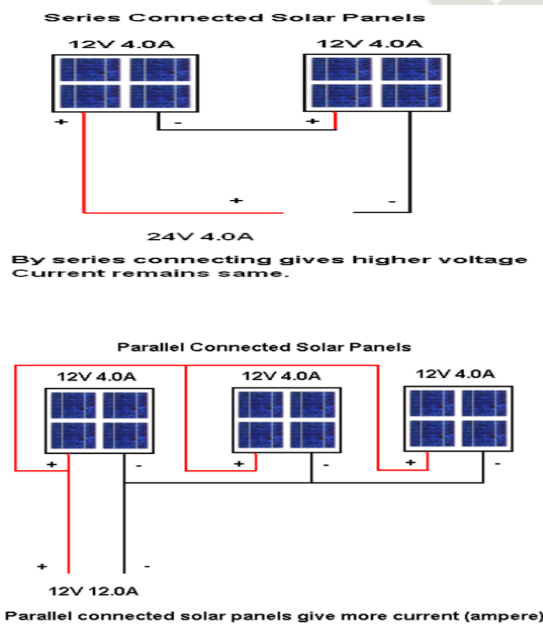 Series Connected Solar Panels
12V 4.0A 12V 4.0A
+ - + -
+ -
24V 4.0A
By series connecting gives higher voltage
Current remains same.
Parallel Connected Solar Panels
12V 4.0A 12V 4.0A 12V 4.0A
+ - + - + -
+ -
12V 12.0A
Parallel connected solar panels give more current (ampere)